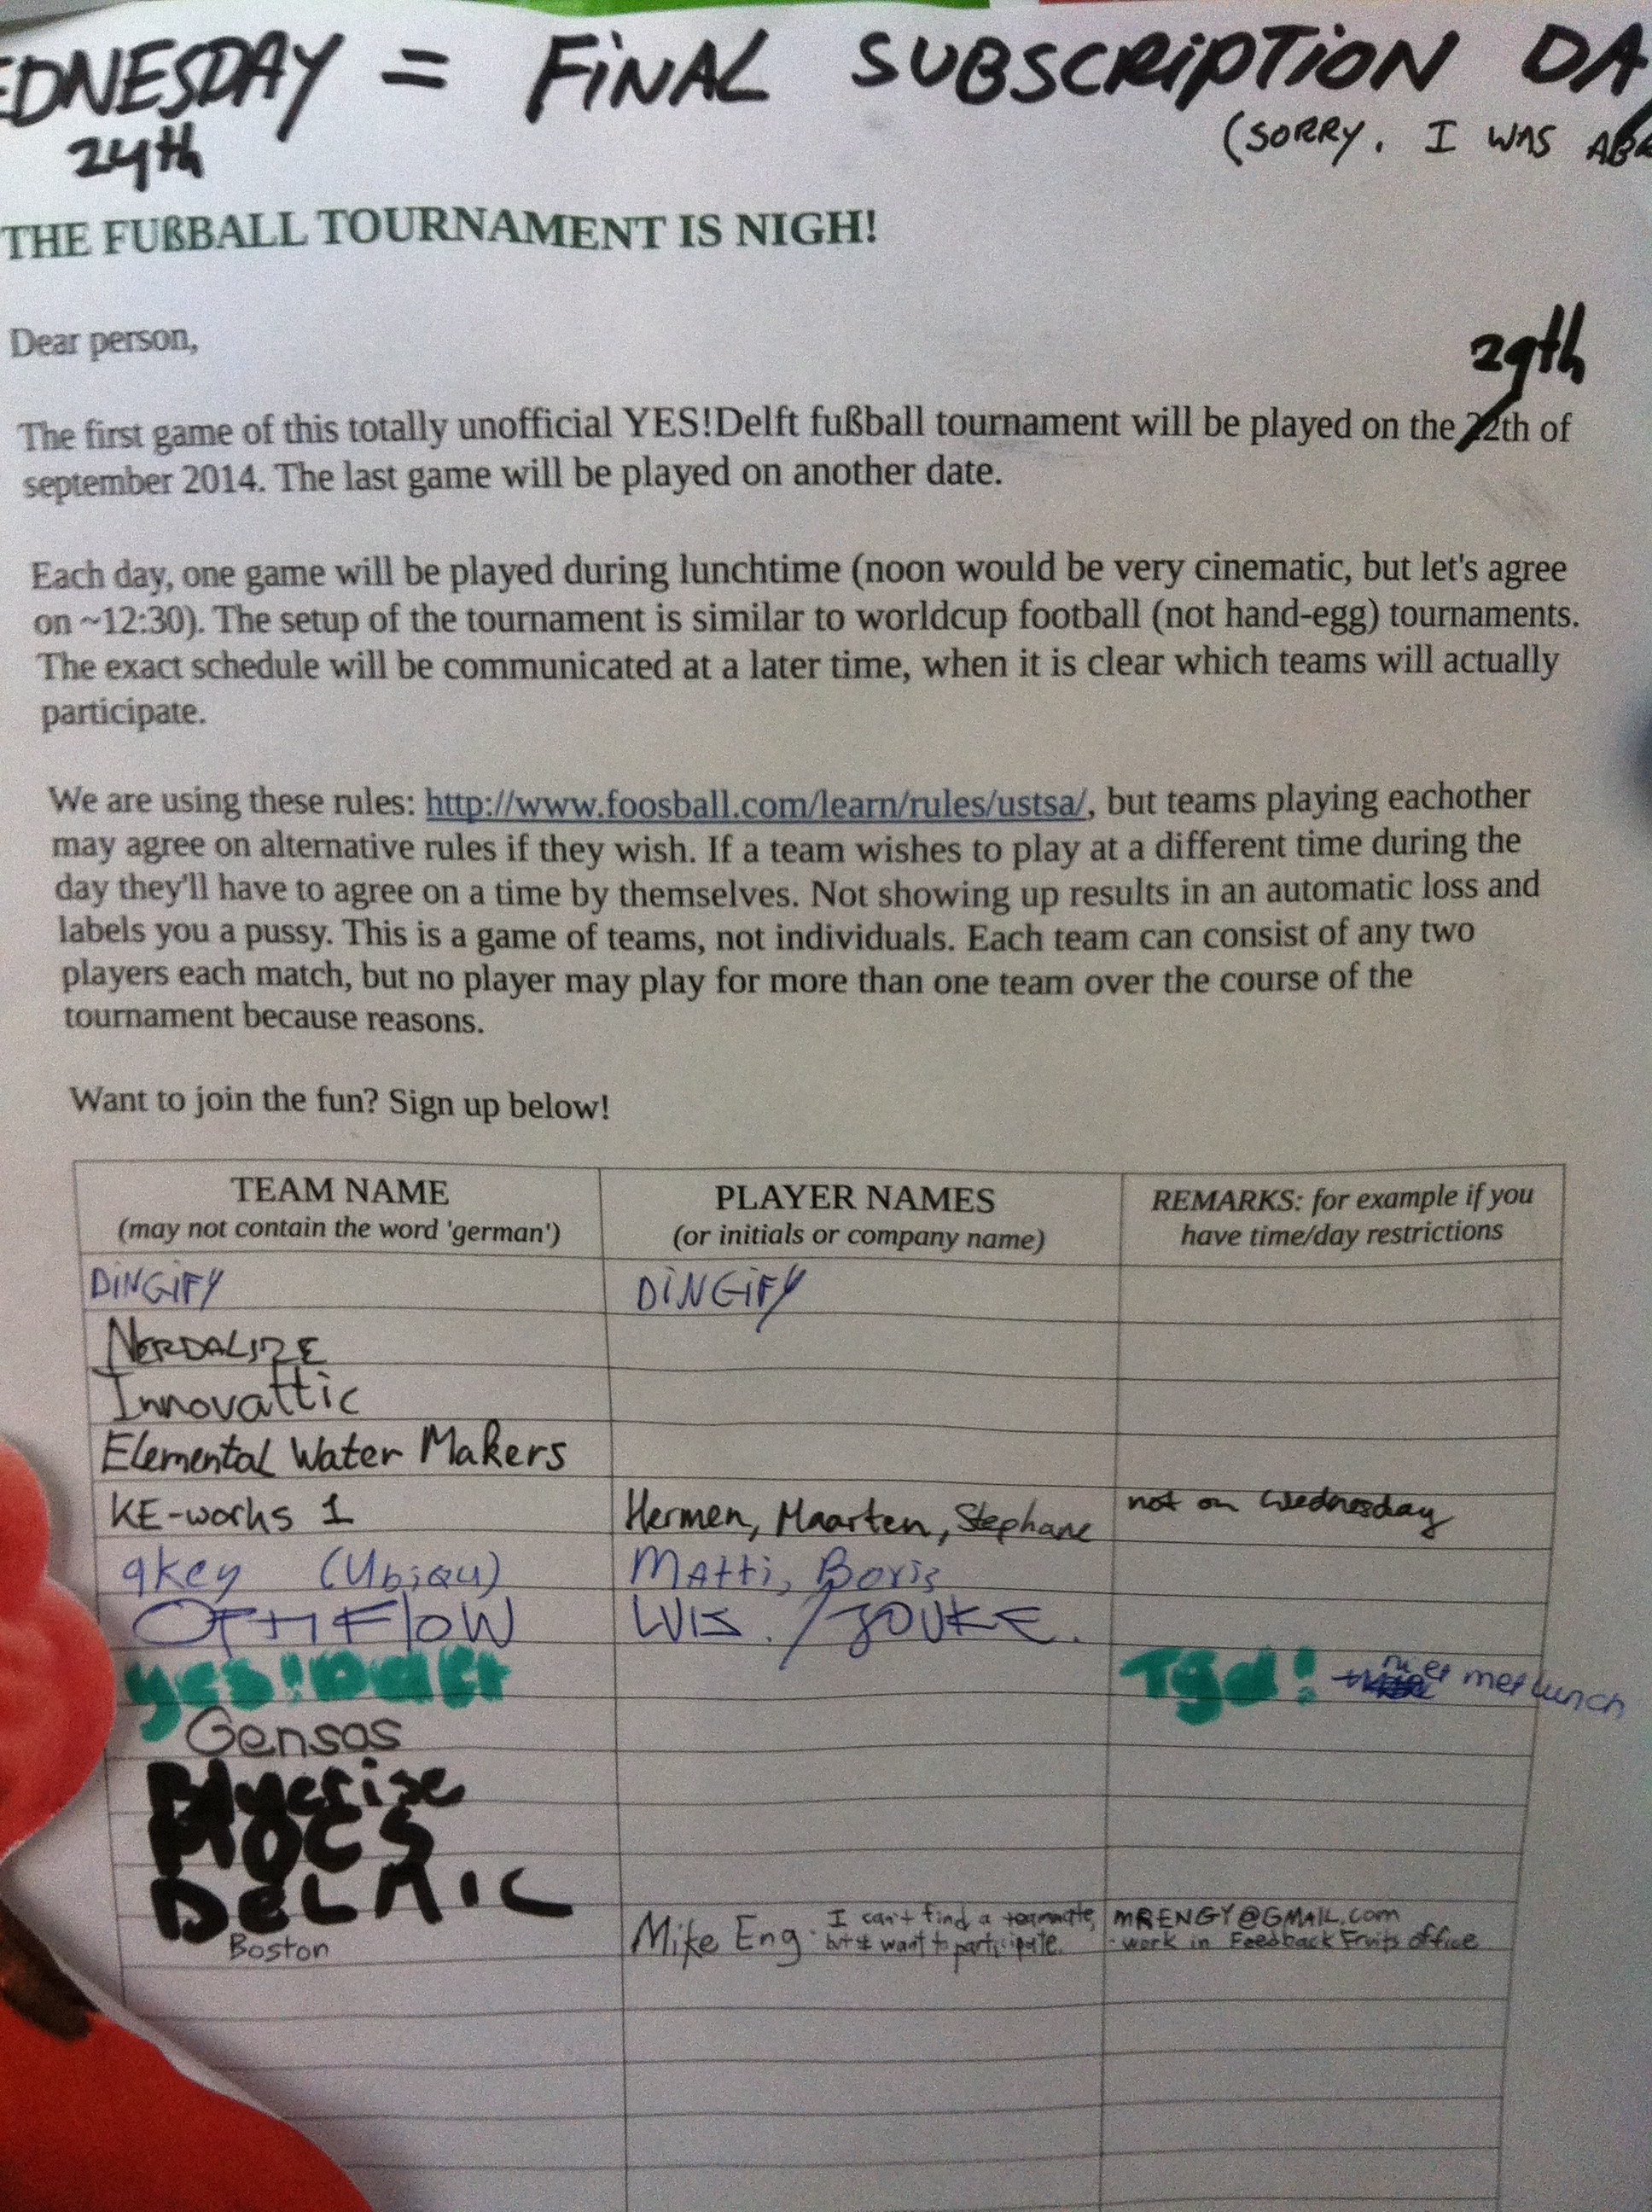 EDNESDAY = FINAL SUBSCRIPTION DA
24th
(SORRY. I WAS
THE FUßBALL TOURNAMENT IS NIGH!
Dear person,
29th
The first game of this totally unofficial YES!Delft fußball tournament will be played on the 22th of
september 2014. The last game will be played on another date.
Each day, one game will be played during lunchtime (noon would be very cinematic, but let's agree
on ~12:30). The setup of the tournament is similar to worldcup football (not hand-egg) tournaments.
The exact schedule will be communicated at a later time, when it is clear which teams will actually
participate.
We are using these rules: http://www.foosball.com/learn/rules/ustsa/, but teams playing eachother
may agree on alternative rules if they wish. If a team wishes to play at a different time during the
day they'll have to agree on a time by themselves. Not showing up results in an automatic loss and
labels you a pussy. This is a game of teams, not individuals. Each team can consist of any two
players each match, but no player may play for more than one team over the course of the
tournament because reasons.
Want to join the fun? Sign up below!
TEAM NAME PLAYER NAMES REMARKS: for example if you
(may not contain the word 'german') (or initials or company name) have time/day restrictions
DINGIFY DINGIFY
NERDALIZE
Innovattic
Elemental Water Makers
KE-works 1 Hermen, Maarten, Stephane not on Wednesday
qkey (Ubiqu) Matti, Boris
LUIS. / JOUKE.
yes!Delft Tgd! niet met lunch
Gensos
Bluerise
MOCS
DELMIC
Boston Mike Eng - I can't find a teammate, MRENGY@GMAIL.com
but I want to participate. - work in Feedback Fruits office